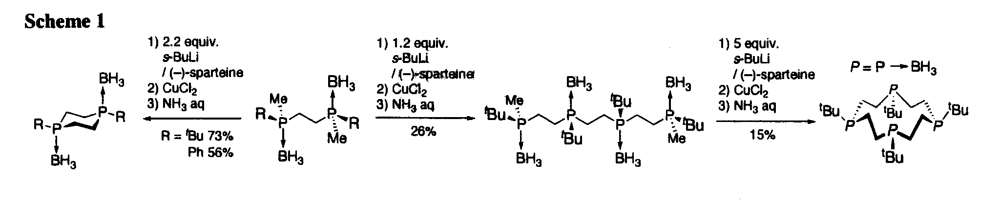 Scheme 1
BH₃
R
P
P
R
BH₃
1) 2.2 equiv.
s-BuLi
/ (–)-sparteine
2) CuCl₂
3) NH₃ aq
R = ᵗBu 73%
Ph 56%
Me
R
P
BH₃
BH₃
P
R
Me
1) 1.2 equiv.
s-BuLi
/ (–)-sparteine
2) CuCl₂
3) NH₃ aq
26%
Me
ᵗBu
P
BH₃
BH₃
P
ᵗBu
ᵗBu
P
BH₃
BH₃
P
ᵗBu
Me
1) 5 equiv.
s-BuLi
/ (–)-sparteine
2) CuCl₂
3) NH₃ aq
15%
P = P → BH₃
P
ᵗBu
ᵗBu
P
P
ᵗBu
P
ᵗBu